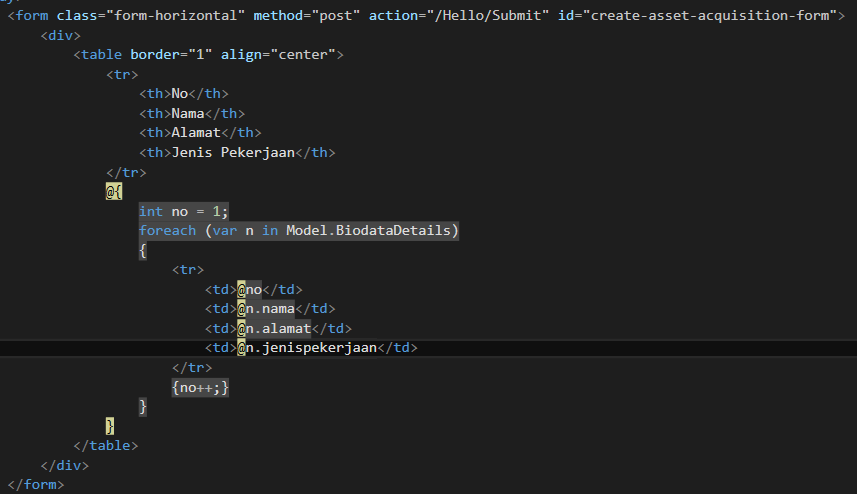 <form class="form-horizontal" method="post" action="/Hello/Submit" id="create-asset-acquisition-form">
<div>
<table border="1" align="center">
<tr>
<th>No</th>
<th>Nama</th>
<th>Alamat</th>
<th>Jenis Pekerjaan</th>
</tr>
@{
int no = 1;
foreach (var n in Model.BiodataDetails)
{
<tr>
<td>@no</td>
<td>@n.nama</td>
<td>@n.alamat</td>
<td>@n.jenispekerjaan</td>
</tr>
{no++;}
}
}
</table>
</div>
</form>